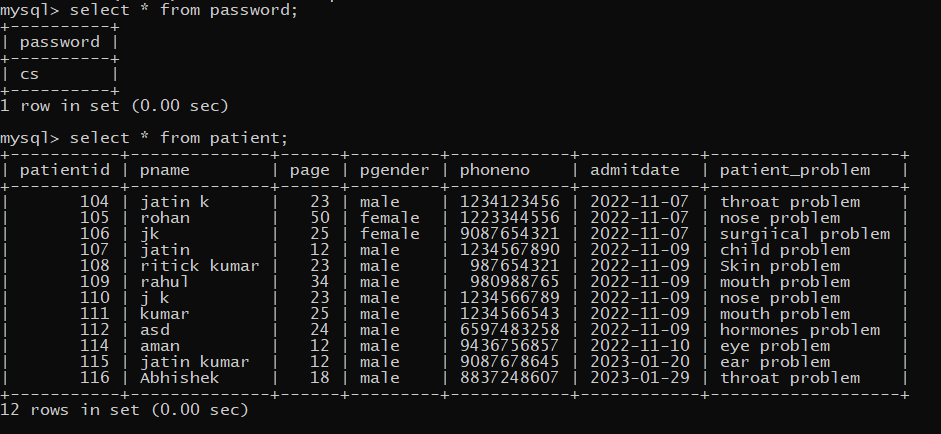 mysql> select * from password;
+----------+
| password |
+----------+
| cs       |
+----------+
1 row in set (0.00 sec)
mysql> select * from patient;
+-----------+--------------+------+---------+------------+------------+-------------------+
| patientid | pname        | page | pgender | phoneno    | admitdate  | patient_problem   |
+-----------+--------------+------+---------+------------+------------+-------------------+
|       104 | jatin k      |   23 | male    | 1234123456 | 2022-11-07 | throat problem    |
|       105 | rohan        |   50 | female  | 1223344556 | 2022-11-07 | nose problem      |
|       106 | jk           |   25 | female  | 9087654321 | 2022-11-07 | surgiical problem |
|       107 | jatin        |   12 | male    | 1234567890 | 2022-11-09 | child problem     |
|       108 | ritick kumar |   23 | male    |  987654321 | 2022-11-09 | Skin problem      |
|       109 | rahul        |   34 | male    |  980988765 | 2022-11-09 | mouth problem     |
|       110 | j k          |   23 | male    | 1234566789 | 2022-11-09 | nose problem      |
|       111 | kumar        |   25 | male    | 1234566543 | 2022-11-09 | mouth problem     |
|       112 | asd          |   24 | male    | 6597483258 | 2022-11-09 | hormones problem  |
|       114 | aman         |   12 | male    | 9436756857 | 2022-11-10 | eye problem       |
|       115 | jatin kumar  |   12 | male    | 9087678645 | 2023-01-20 | ear problem       |
|       116 | Abhishek     |   18 | male    | 8837248607 | 2023-01-29 | throat problem    |
+-----------+--------------+------+---------+------------+------------+-------------------+
12 rows in set (0.00 sec)